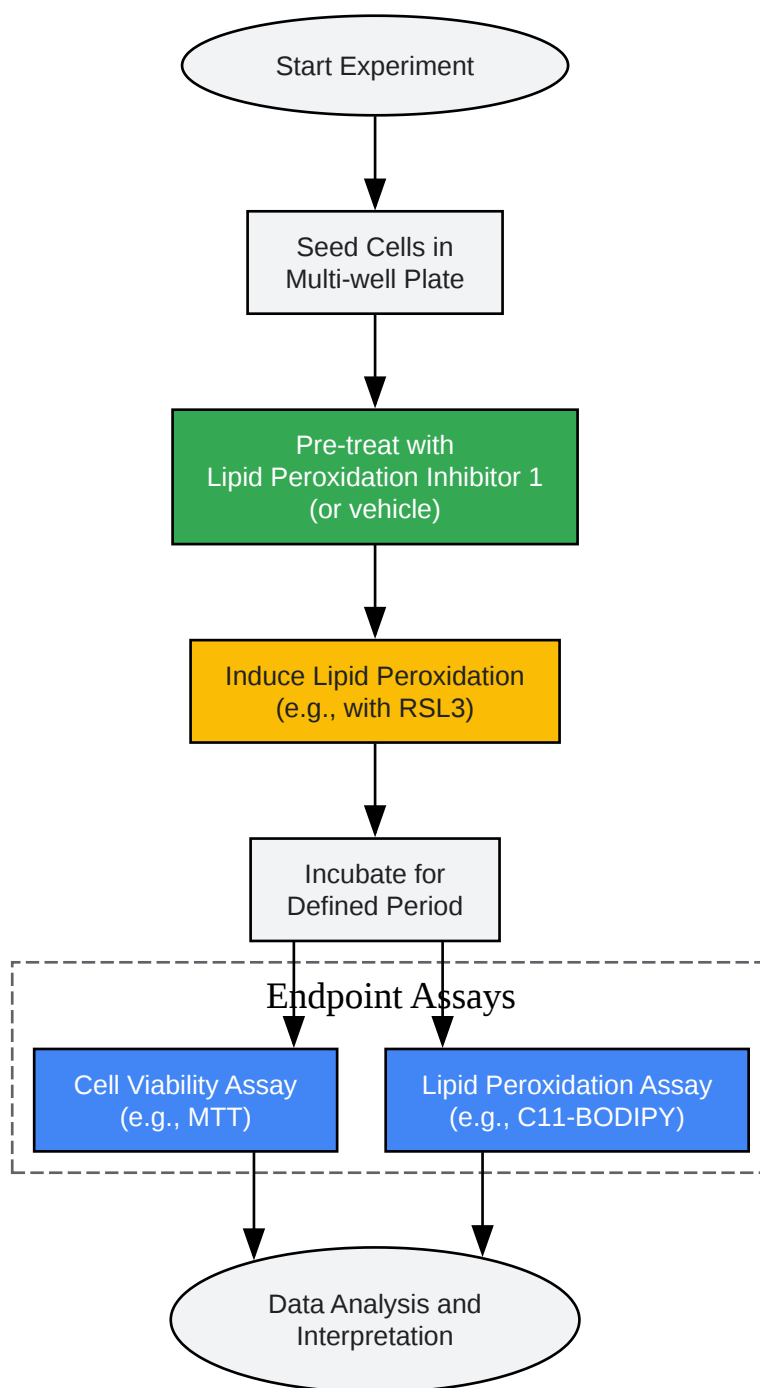 Start Experiment
Seed Cells in
Multi-well Plate
Pre-treat with
Lipid Peroxidation Inhibitor 1
(or vehicle)
Induce Lipid Peroxidation
(e.g., with RSL3)
Incubate for
Defined Period
Endpoint Assays
Cell Viability Assay
(e.g., MTT)
Lipid Peroxidation Assay
(e.g., C11-BODIPY)
Data Analysis and
Interpretation